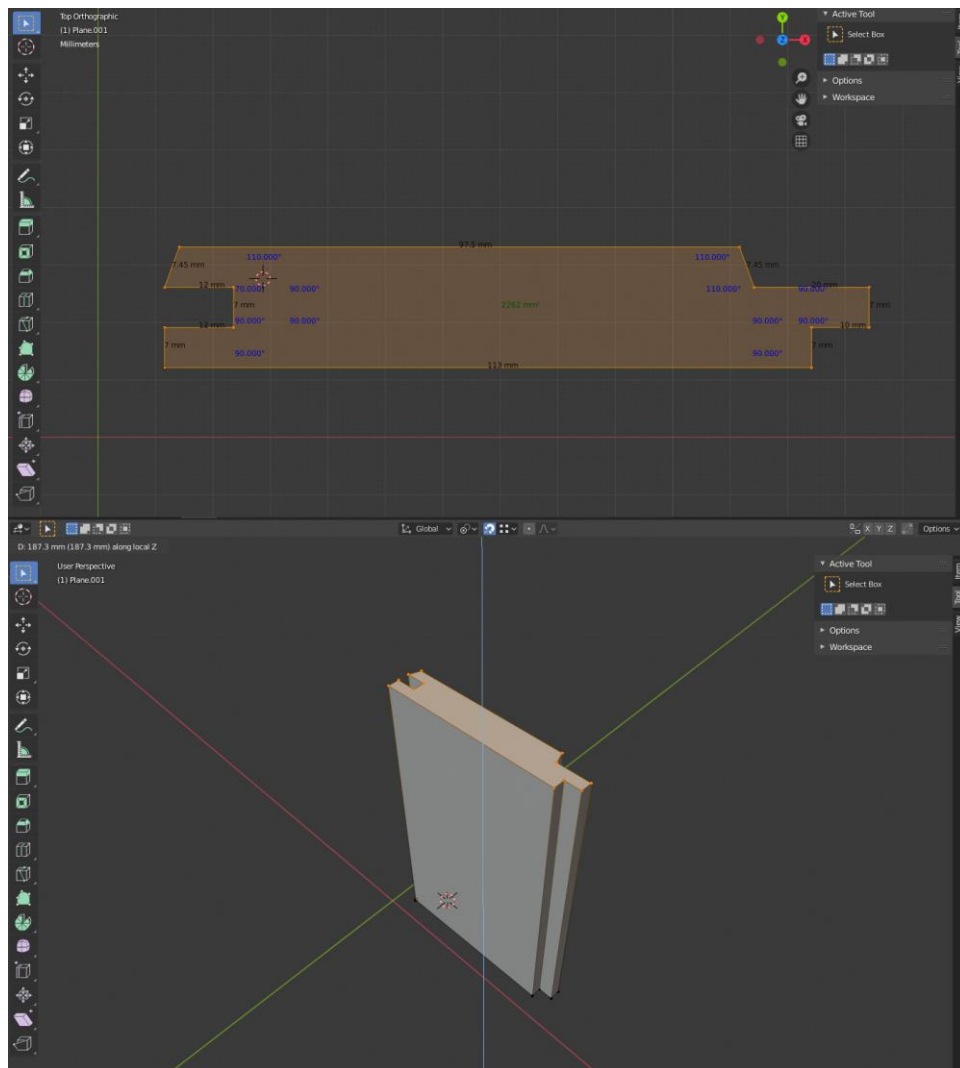 Top Orthographic
(1) Plane.001
Millimeters
Y
Z
X
Active Tool
Select Box
Options
Workspace
97.5 mm
110.000°
110.000°
7.45 mm
7.45 mm
12 mm
70.000°
90.000°
110.000°
20 mm
90.000°
7 mm
2262 mm²
7 mm
12 mm
90.000°
90.000°
90.000°
90.000°
10 mm
7 mm
90.000°
90.000°
7 mm
113 mm
Global
X Y Z
Options
D: 187.3 mm (187.3 mm) along local Z
User Perspective
(1) Plane.001
Active Tool
Select Box
Options
Workspace
Item
Tool
View